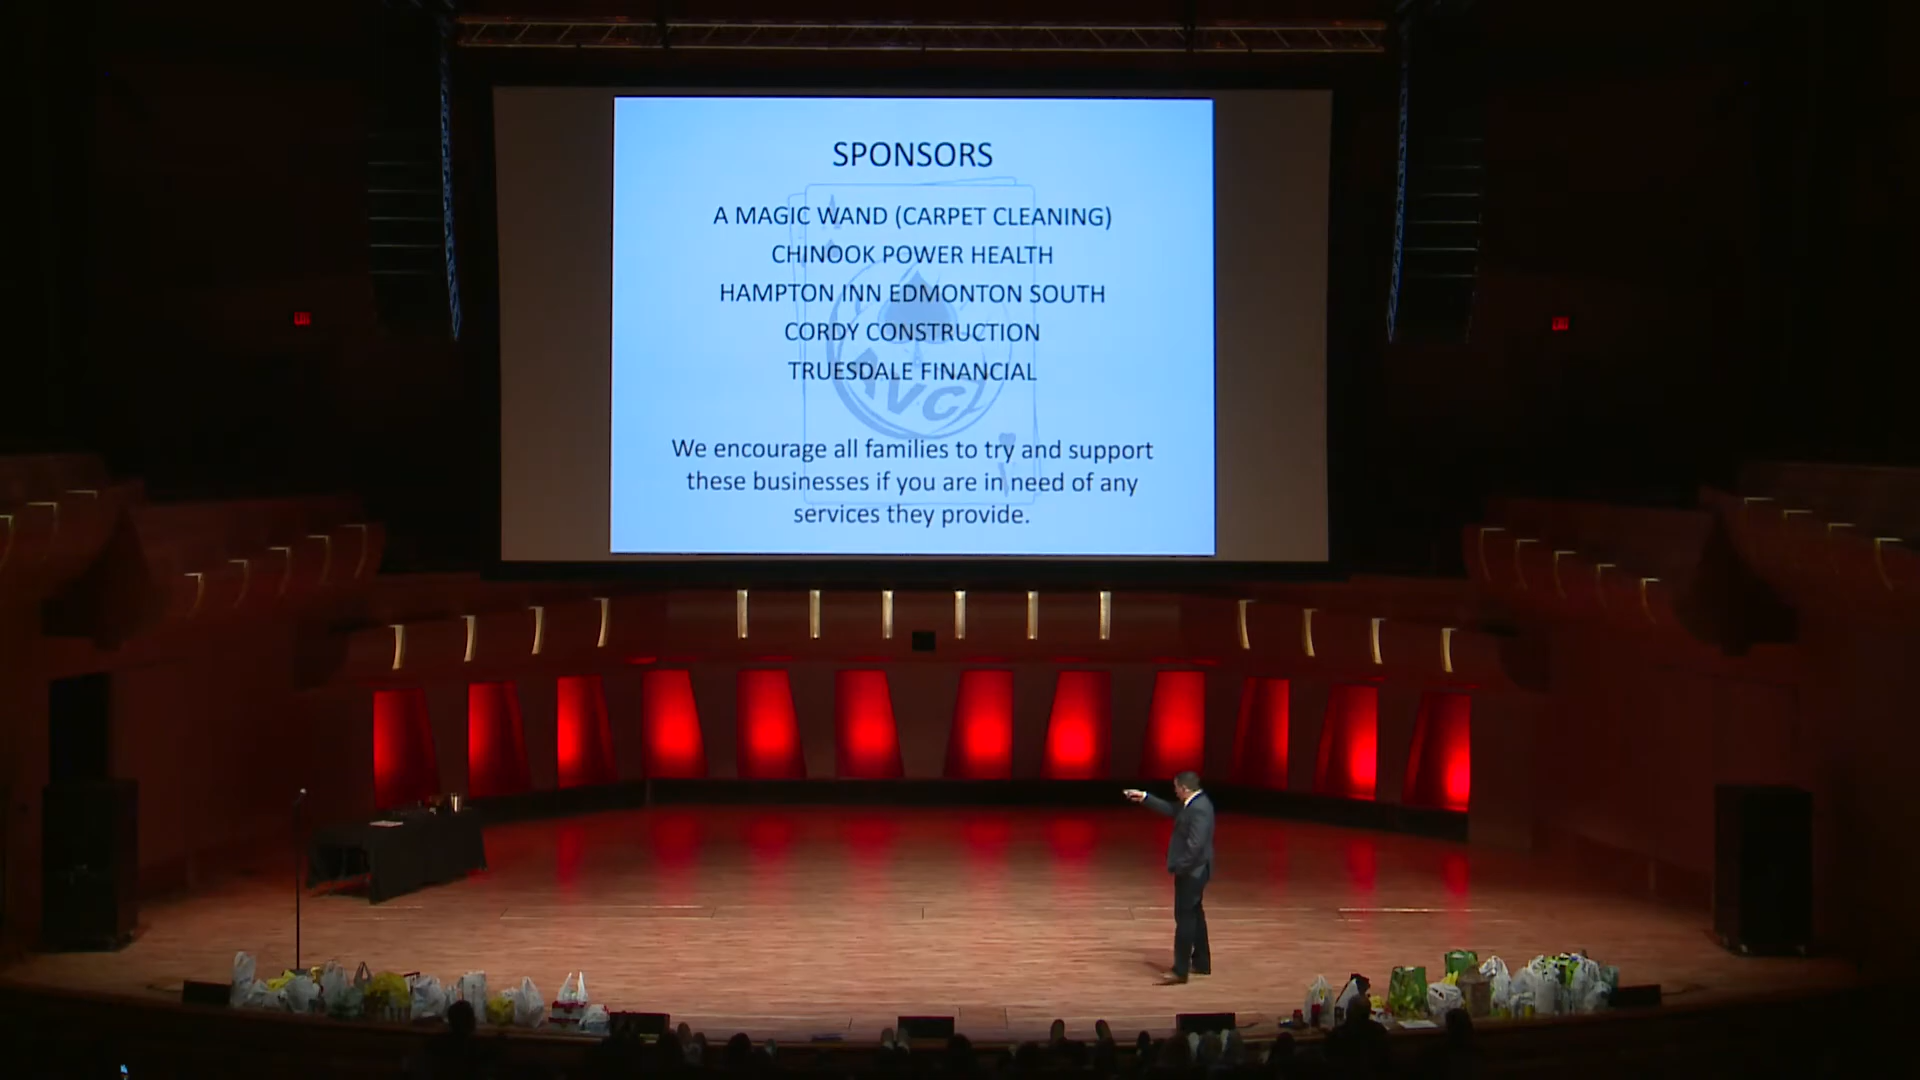 SPONSORS
A MAGIC WAND (CARPET CLEANING)
CHINOOK POWER HEALTH
HAMPTON INN EDMONTON SOUTH
CORDY CONSTRUCTION
TRUESDALE FINANCIAL
AVC
We encourage all families to try and support
these businesses if you are in need of any
services they provide.